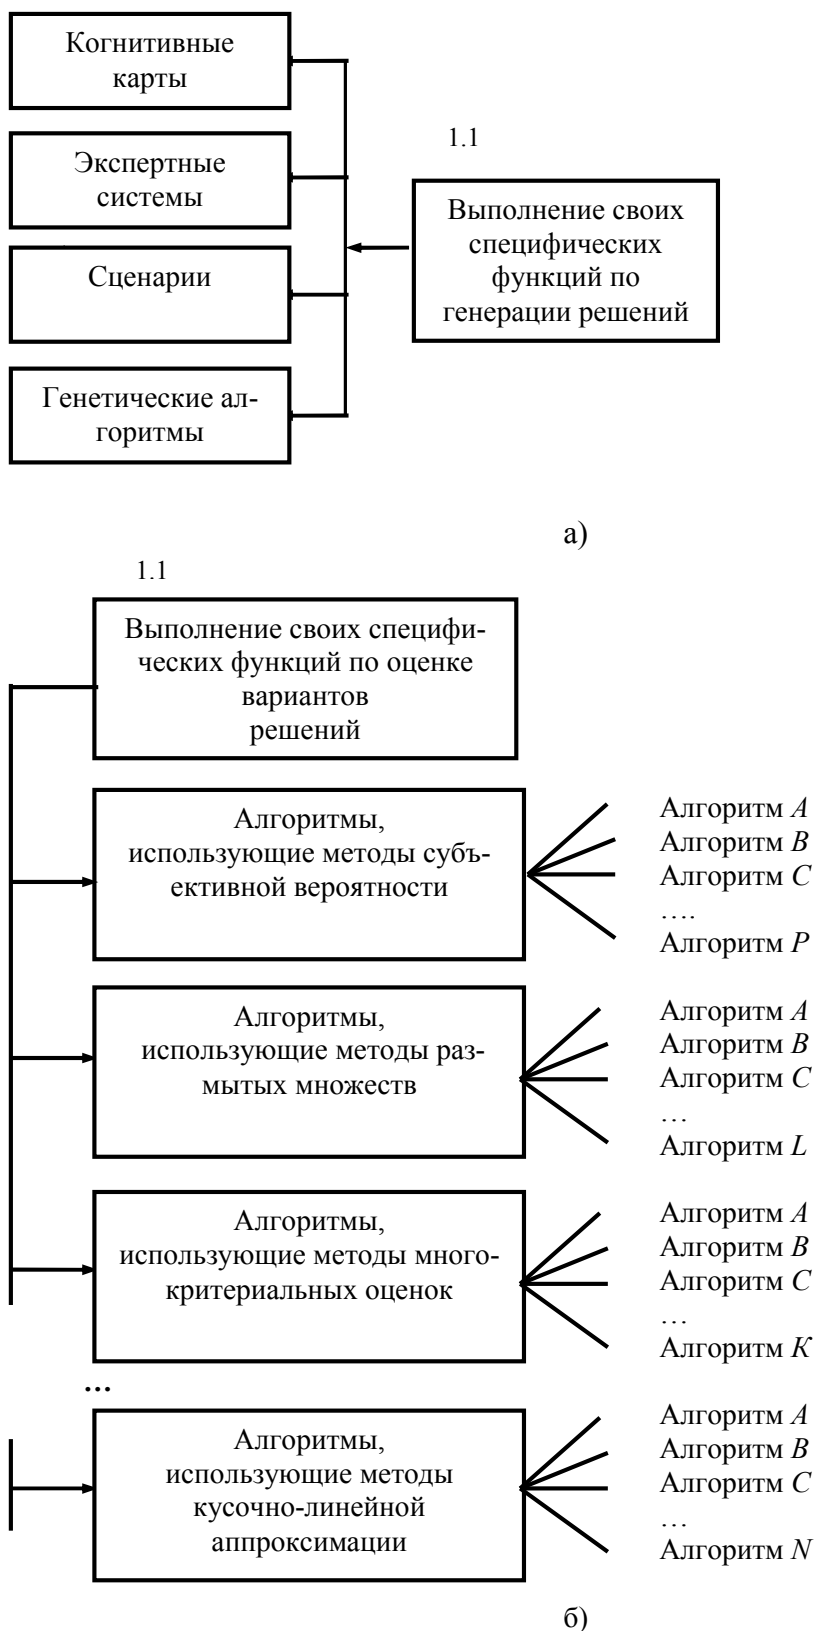 Когнитивные
карты
Экспертные
системы
Сценарии
Генетические ал-
горитмы
1.1
Выполнение своих
специфических
функций по
генерации решений
а)
1.1
Выполнение своих специфи-
ческих функций по оценке
вариантов
решений
Алгоритмы,
использующие методы субъ-
ективной вероятности
Алгоритм A
Алгоритм B
Алгоритм C
….
Алгоритм P
Алгоритмы,
использующие методы раз-
мытых множеств
Алгоритм A
Алгоритм B
Алгоритм C
…
Алгоритм L
Алгоритмы,
использующие методы много-
критериальных оценок
Алгоритм A
Алгоритм B
Алгоритм C
…
Алгоритм K
...
Алгоритмы,
использующие методы
кусочно-линейной
аппроксимации
Алгоритм A
Алгоритм B
Алгоритм C
…
Алгоритм N
б)